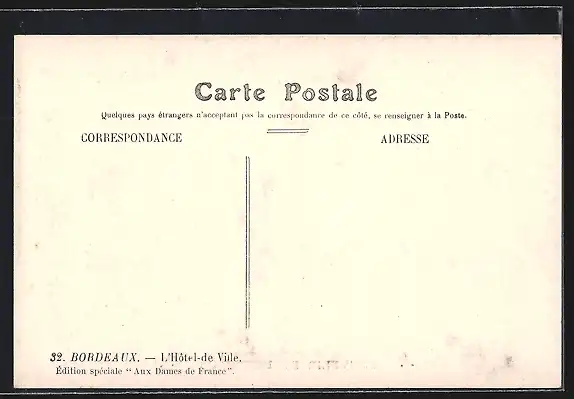 Carte Postale
Quelques pays étrangers n'acceptant pas la correspondance de ce côté, se renseigner à la Poste.
CORRESPONDANCE
ADRESSE
32. BORDEAUX. — L'Hôtel-de Ville.
Édition spéciale "Aux Dames de France".